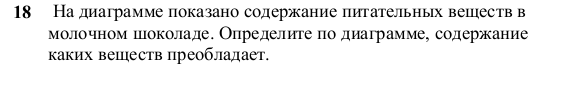 18 На диаграмме показано содержание питательных веществ в
молочном шоколаде. Определите по диаграмме, содержание
каких веществ преобладает.